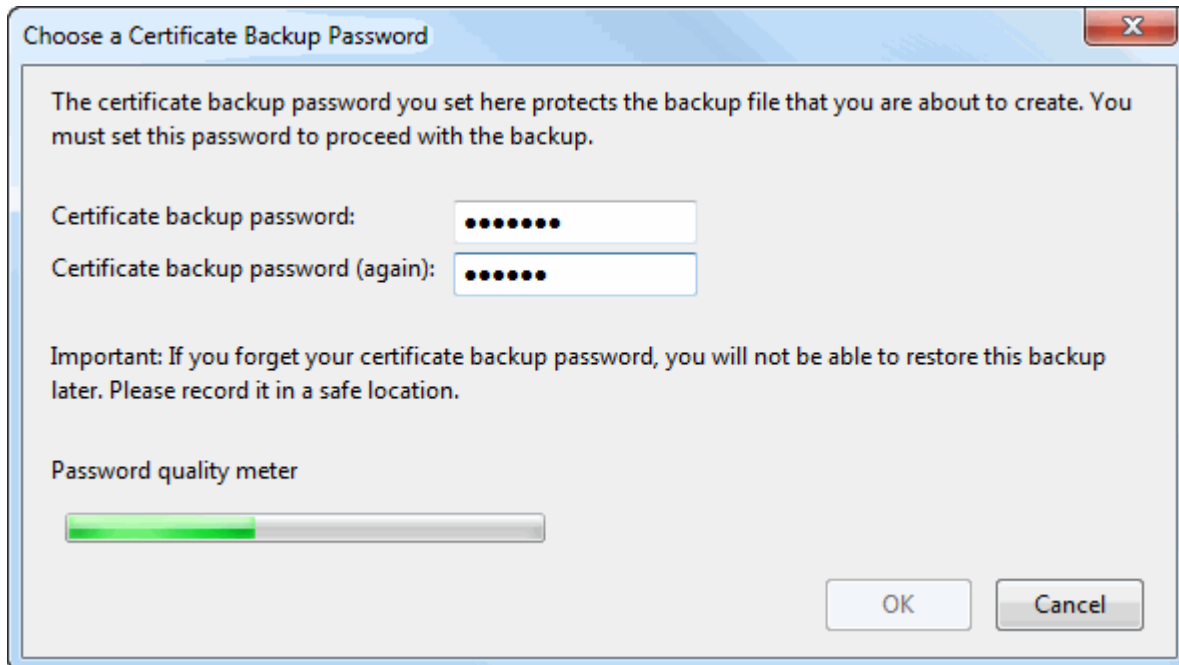 Choose a Certificate Backup Password
The certificate backup password you set here protects the backup file that you are about to create. You
must set this password to proceed with the backup.
Certificate backup password: •••••••
Certificate backup password (again): ••••••
Important: If you forget your certificate backup password, you will not be able to restore this backup
later. Please record it in a safe location.
Password quality meter
OK Cancel